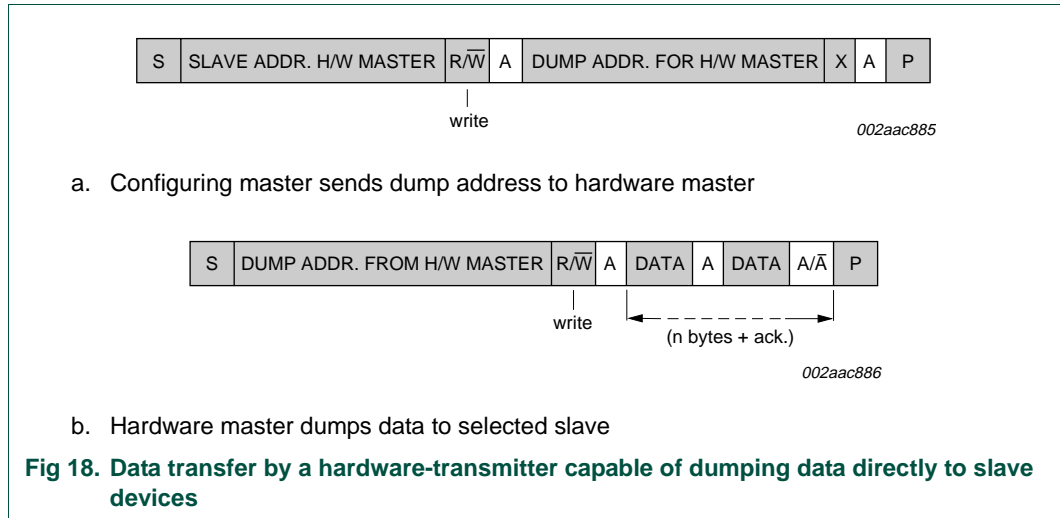 S SLAVE ADDR. H/W MASTER R/W̅ A DUMP ADDR. FOR H/W MASTER X A P
write
002aac885
a. Configuring master sends dump address to hardware master
S DUMP ADDR. FROM H/W MASTER R/W̅ A DATA A DATA A/A̅ P
write
(n bytes + ack.)
002aac886
b. Hardware master dumps data to selected slave
Fig 18. Data transfer by a hardware-transmitter capable of dumping data directly to slave
devices